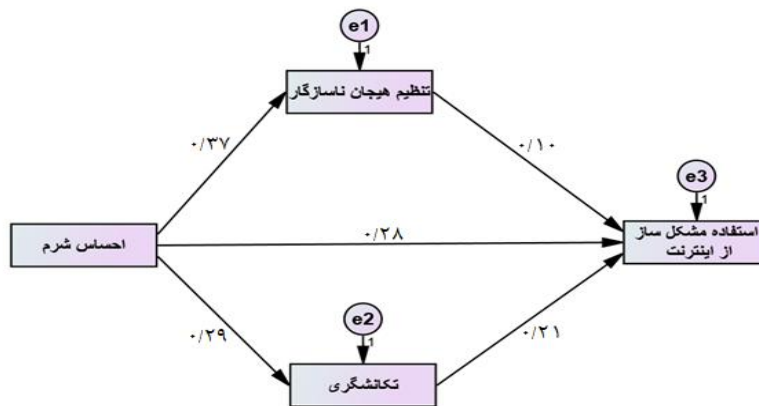 e1
1
تنظیم هیجان ناسازگار
۰/۳۷
۰/۱۰
e3
1
احساس شرم
۰/۲۸
استفاده مشکل ساز
از اینترنت
e2
1
۰/۲۹
۰/۲۱
تکانشگری